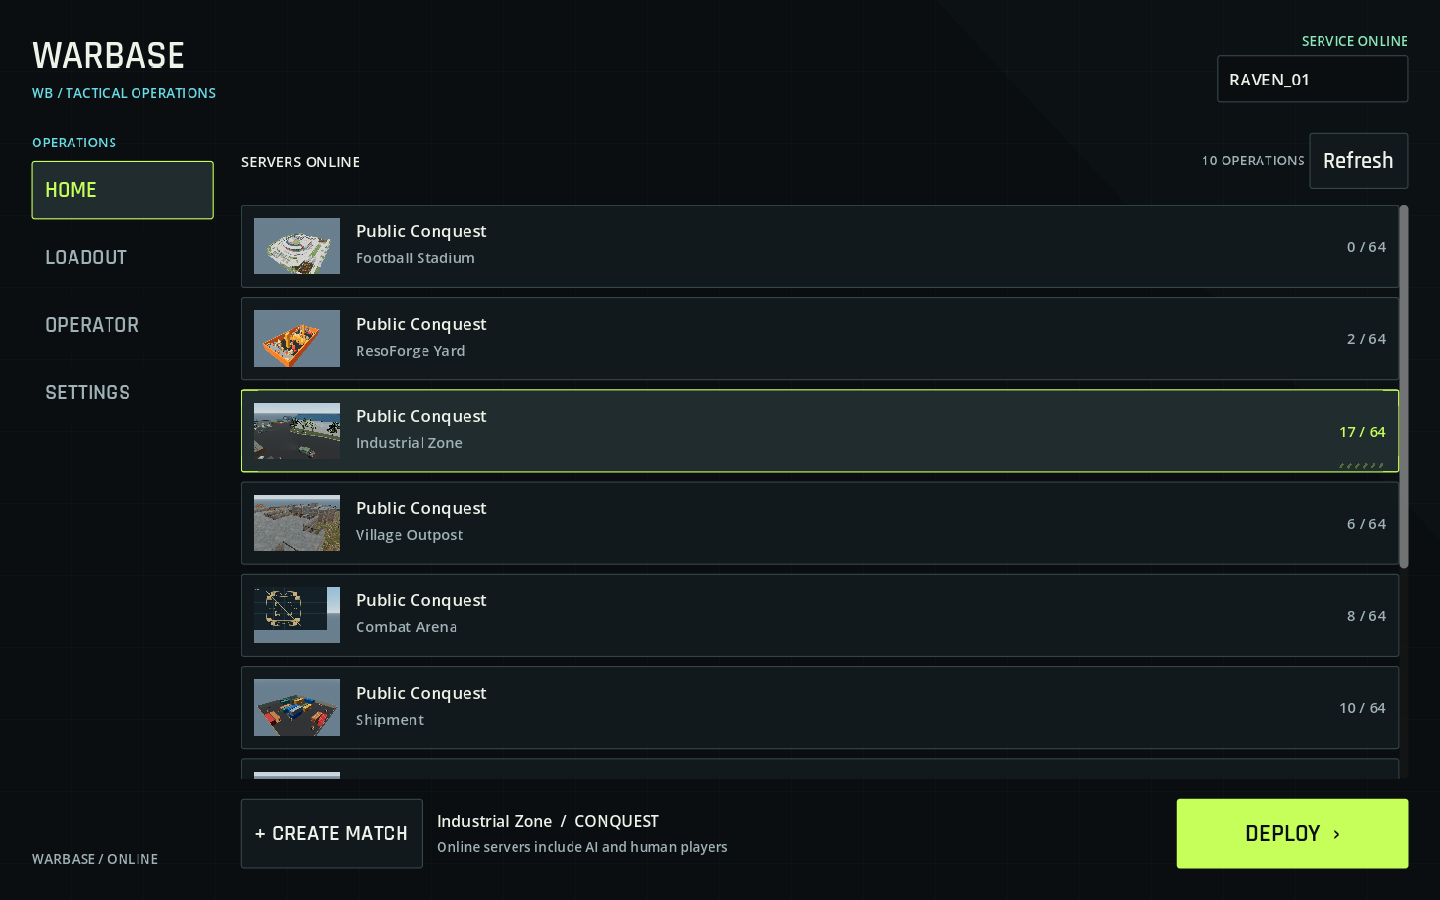 WARBASE
WB / TACTICAL OPERATIONS
SERVICE ONLINE
RAVEN_01
OPERATIONS
HOME
LOADOUT
OPERATOR
SETTINGS
SERVERS ONLINE
10 OPERATIONS
Refresh
Public Conquest
Football Stadium
0 / 64
Public Conquest
ResoForge Yard
2 / 64
Public Conquest
Industrial Zone
17 / 64
Public Conquest
Village Outpost
6 / 64
Public Conquest
Combat Arena
8 / 64
Public Conquest
Shipment
10 / 64
+ CREATE MATCH
Industrial Zone / CONQUEST
Online servers include AI and human players
DEPLOY ›
WARBASE / ONLINE